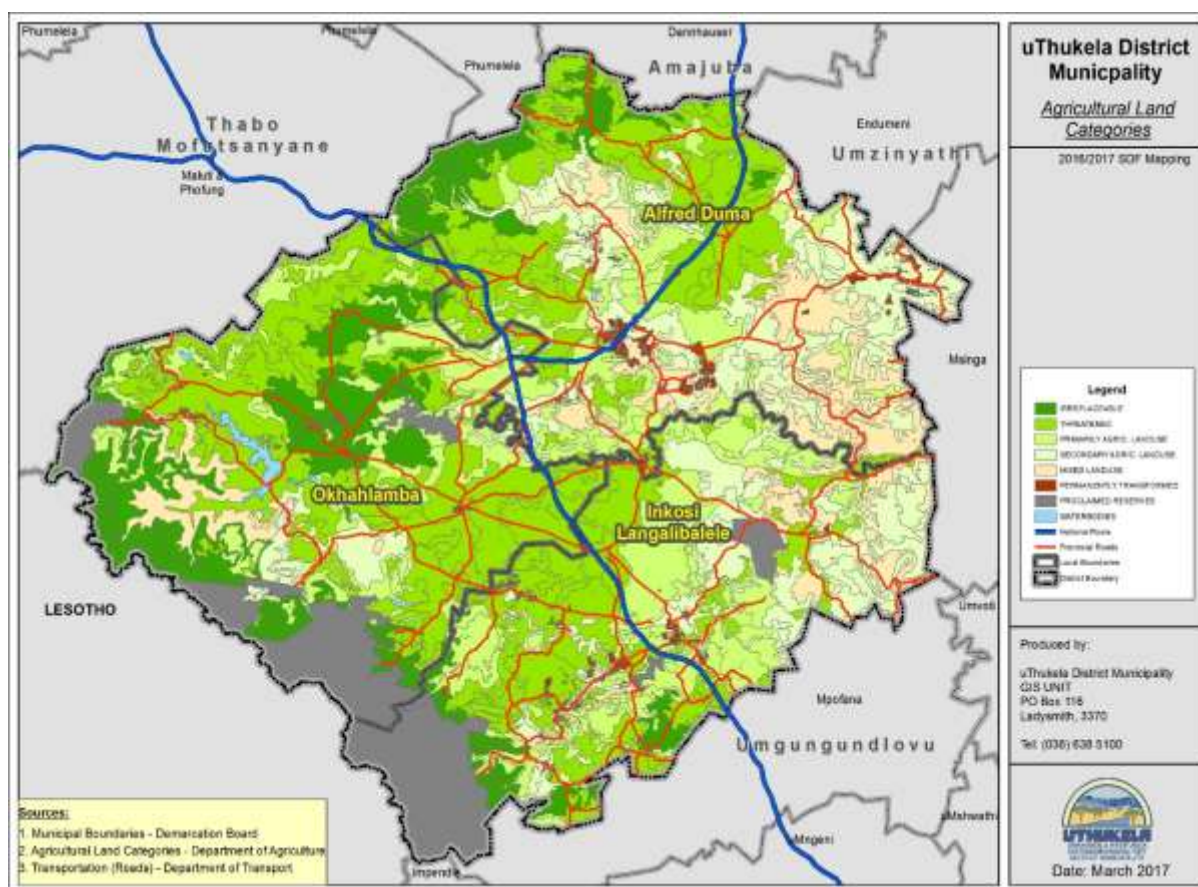 Phumelela
Phumelela
Dannhauser
Phumelela
Amajuba
Thabo
Mofutsanyane
Endumeni
Umzinyathi
Maluti a
Phofung
Alfred Duma
Msinga
Okhahlamba
Inkosi
Langalibalele
LESOTHO
Umvoti
Mpofana
Umgungundlovu
uMshwathi
uMngeni
Impendle
Sources:
1. Municipal Boundaries - Demarcation Board
2. Agricultural Land Categories - Department of Agriculture
3. Transportation (Roads) - Department of Transport
uThukela District
Municpality
Agricultural Land
Categories
2016/2017 SDF Mapping
Legend
IRREPLACEABLE
THREATENED
PRIMARILY AGRIC. LANDUSE
SECONDARY AGRIC. LANDUSE
MIXED LANDUSE
PERMANENTLY TRANSFORMED
PROCLAIMED RESERVES
WATERBODIES
National Route
Provincial Roads
Local Boundaries
District Boundary
Produced by:
uThukela District Municipality
GIS UNIT
PO Box 116
Ladysmith, 3370
Tel: (036) 638 5100
UTHUKELA
Date: March 2017